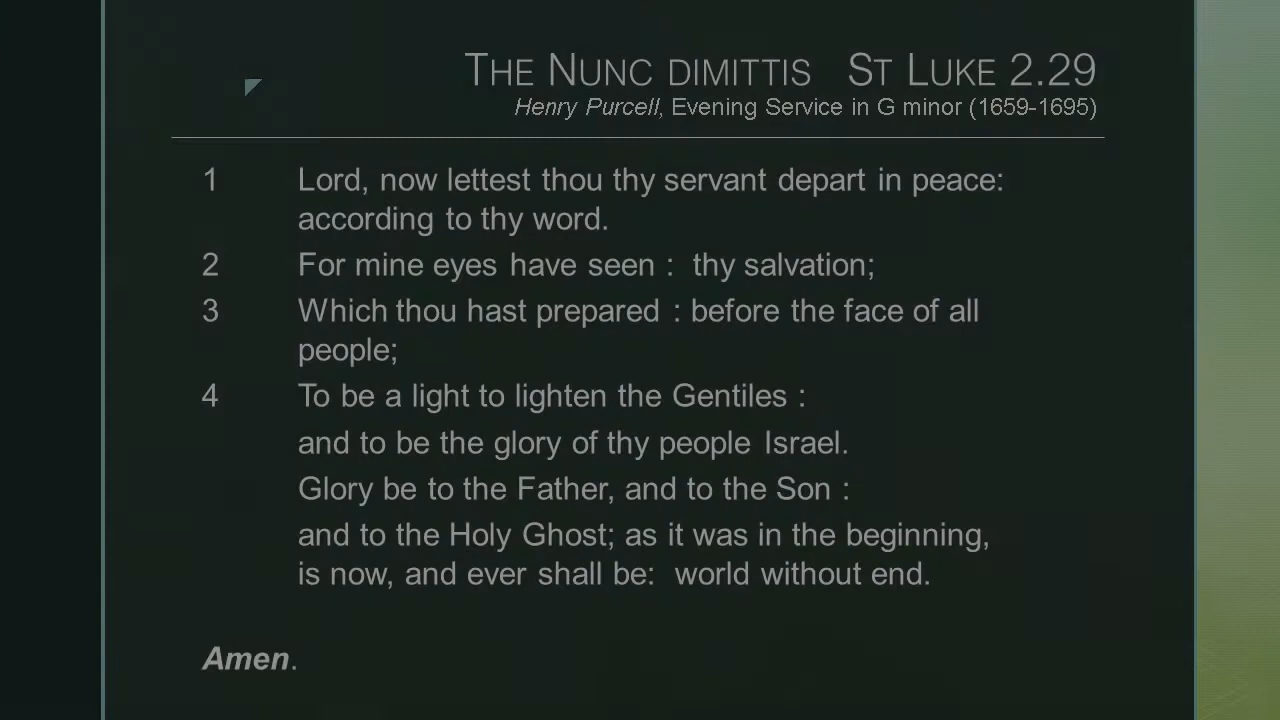 THE NUNC DIMITTIS ST LUKE 2.29
Henry Purcell, Evening Service in G minor (1659-1695)
1 Lord, now lettest thou thy servant depart in peace:
according to thy word.
2 For mine eyes have seen : thy salvation;
3 Which thou hast prepared : before the face of all
people;
4 To be a light to lighten the Gentiles :
and to be the glory of thy people Israel.
Glory be to the Father, and to the Son :
and to the Holy Ghost; as it was in the beginning,
is now, and ever shall be: world without end.
Amen.